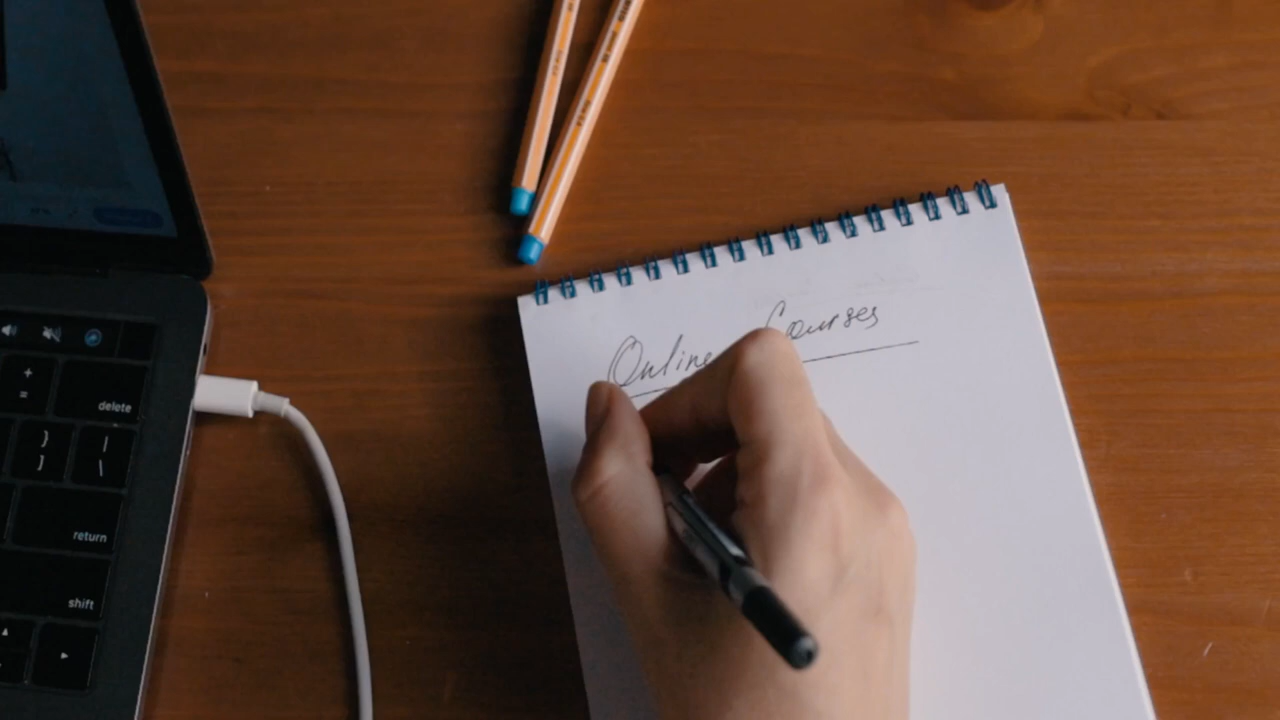 Online Courses
+
=
delete
}
]
|
\
return
shift